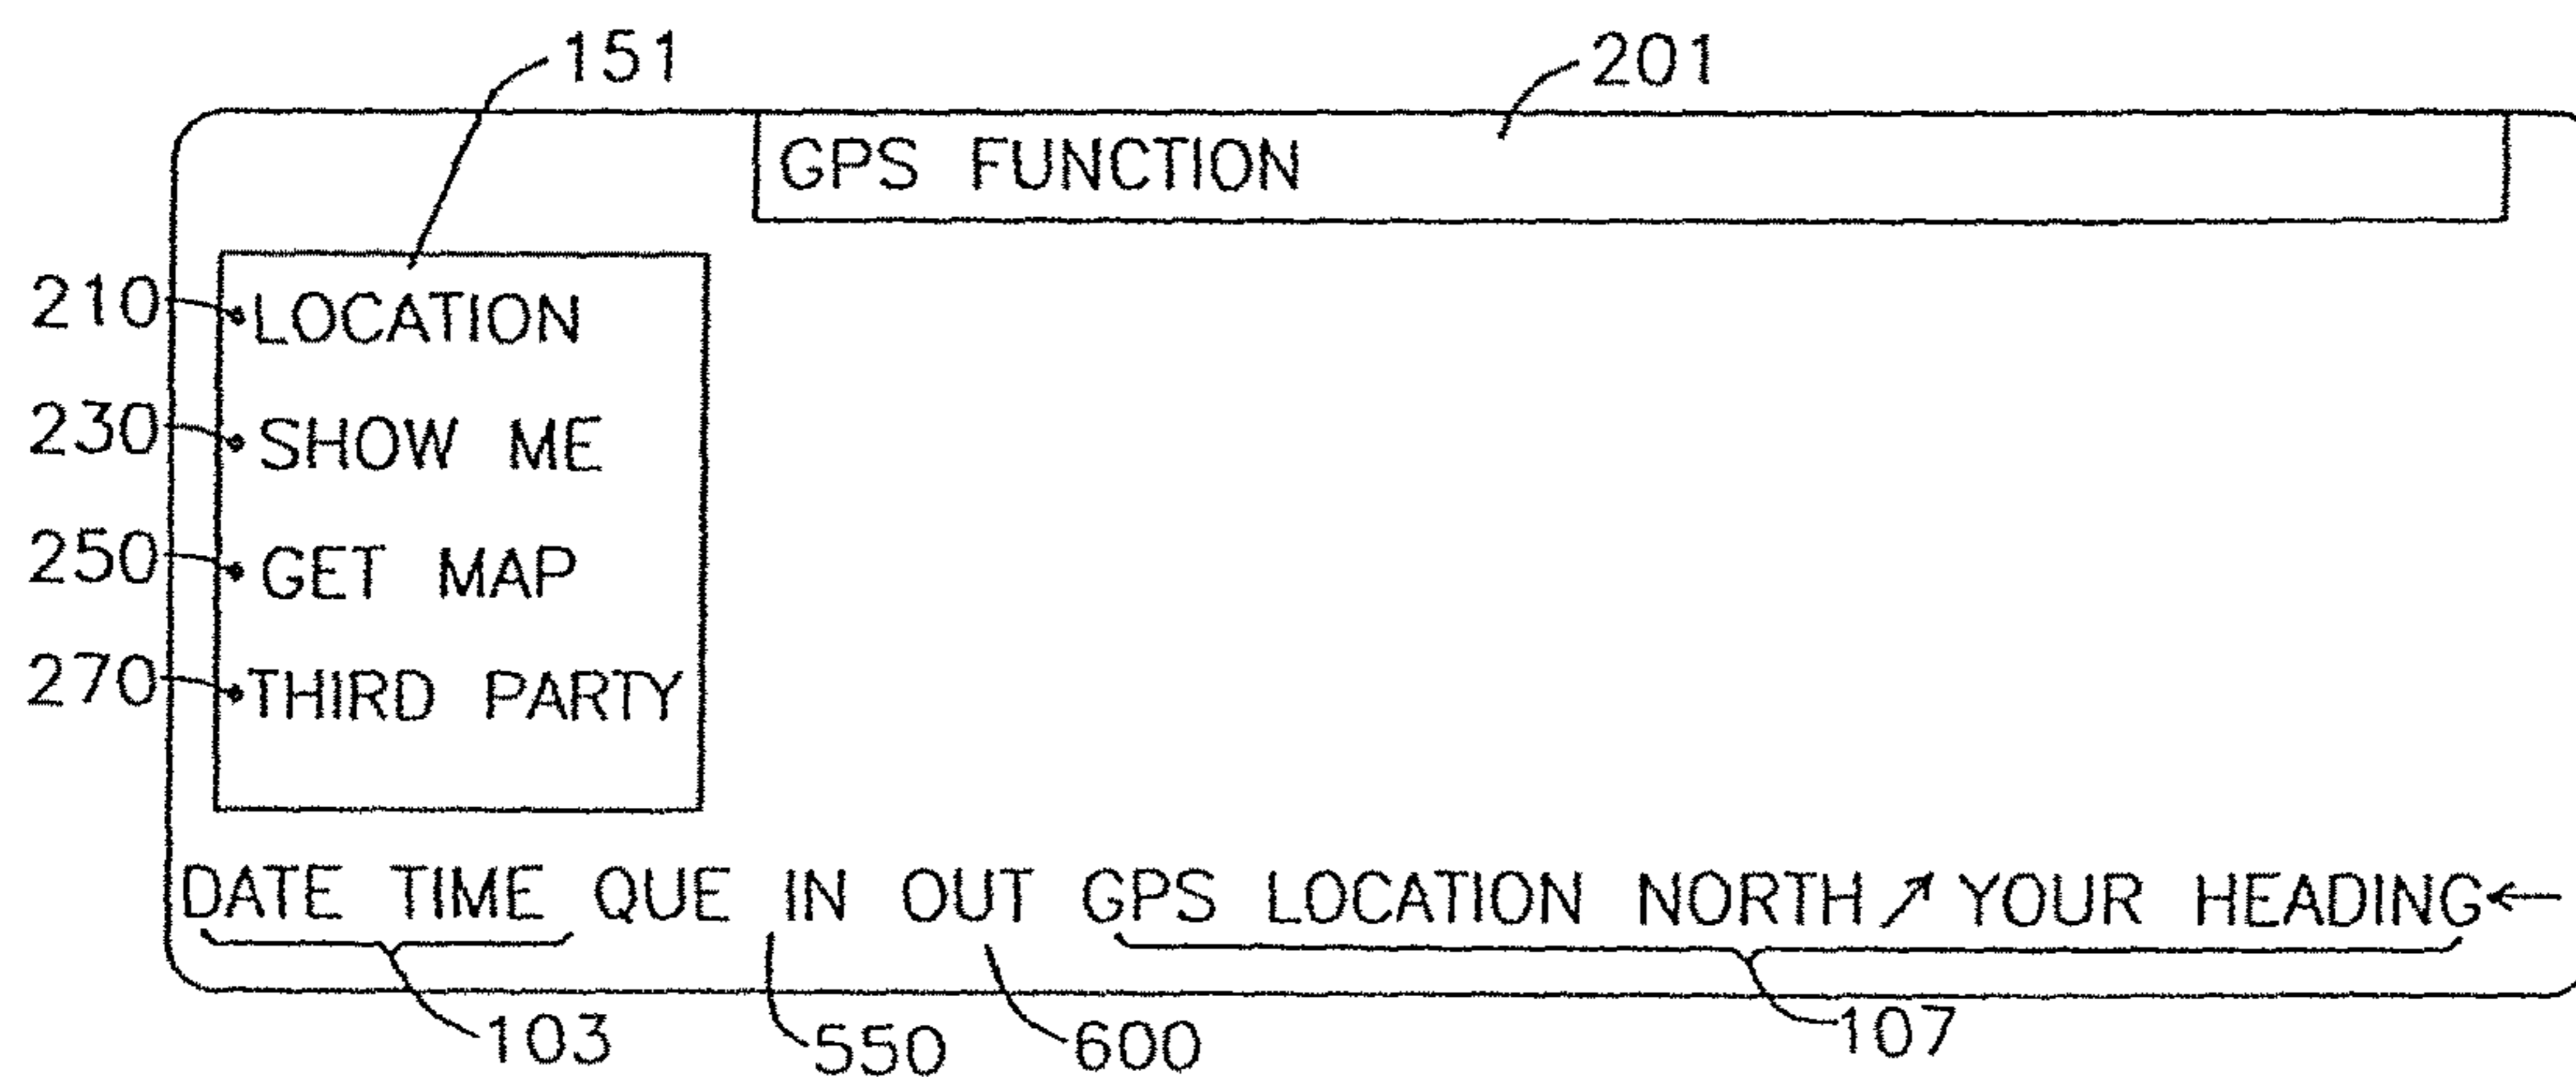 151
201
GPS FUNCTION
210 LOCATION
230 SHOW ME
250 GET MAP
270 THIRD PARTY
DATE TIME QUE IN OUT GPS LOCATION NORTH↗YOUR HEADING←
103 550 600 107